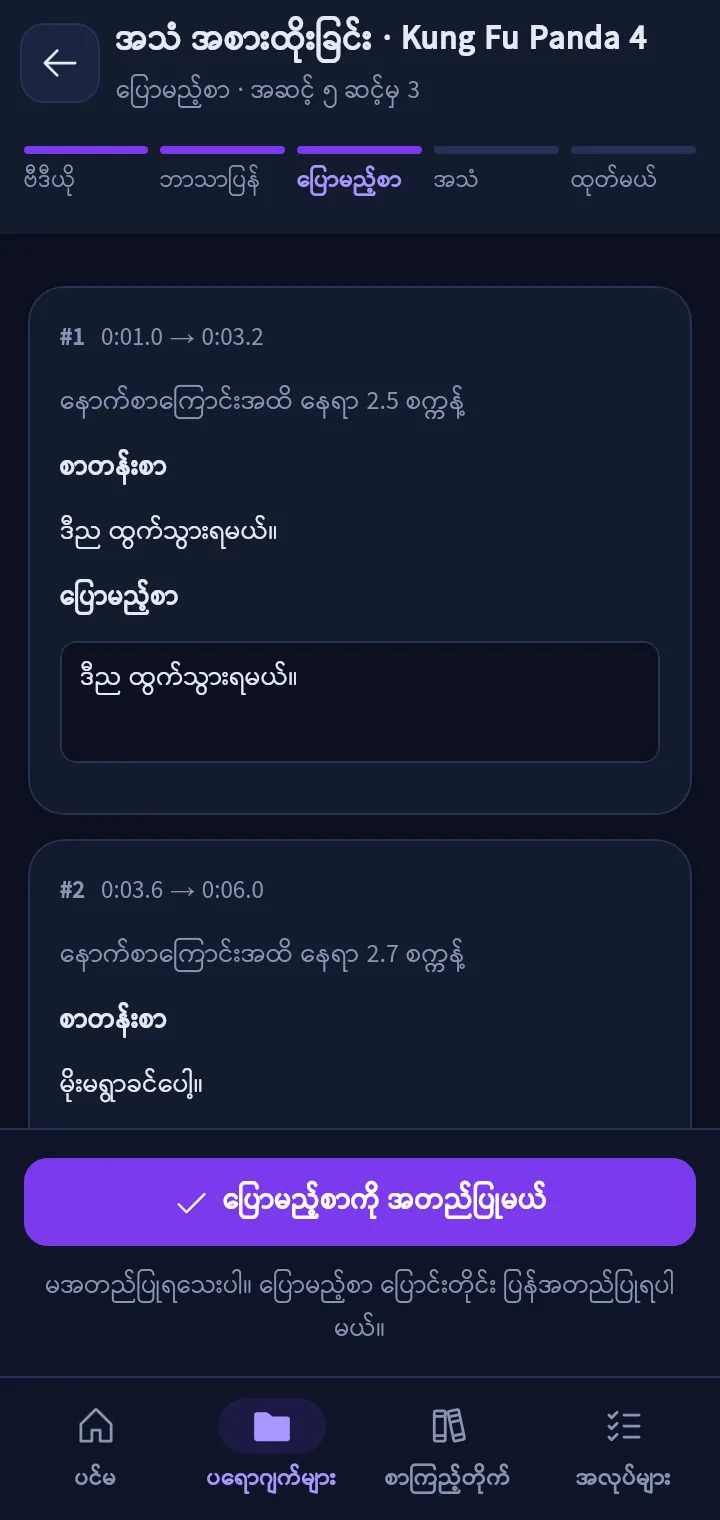 အသံ အစားထိုးခြင်း · Kung Fu Panda 4
ပြောမည့်စာ · အဆင့် ၅ ဆင့်မှ 3
ဗီဒီယို
ဘာသာပြန်
ပြောမည့်စာ
အသံ
ထုတ်မယ်
#1 0:01.0 → 0:03.2
နောက်စာကြောင်းအထိ နေရာ 2.5 စက္ကန့်
စာတန်းစာ
ဒီည ထွက်သွားရမယ်။
ပြောမည့်စာ
ဒီည ထွက်သွားရမယ်။
#2 0:03.6 → 0:06.0
နောက်စာကြောင်းအထိ နေရာ 2.7 စက္ကန့်
စာတန်းစာ
မိုးမရွာခင်ပေါ့။
ပြောမည့်စာကို အတည်ပြုမယ်
မအတည်ပြုရသေးပါ။ ပြောမည့်စာ ပြောင်းတိုင်း ပြန်အတည်ပြုရပါ
မယ်။
ပင်မ
ပရောဂျက်များ
စာကြည့်တိုက်
အလုပ်များ